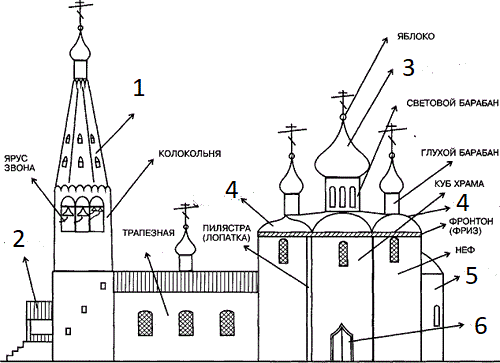 ЯБЛОКО
3
1
СВЕТОВОЙ БАРАБАН
ЯРУС
ЗВОНА
КОЛОКОЛЬНЯ
ГЛУХОЙ БАРАБАН
КУБ ХРАМА
4
4
2
ТРАПЕЗНАЯ
ПИЛЯСТРА
(ЛОПАТКА)
ФРОНТОН
(ФРИЗ)
НЕФ
5
6